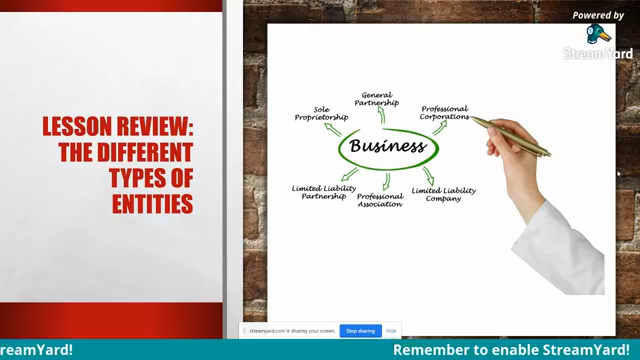 Powered by
StreamYard
LESSON REVIEW:
THE DIFFERENT
TYPES OF
ENTITIES
General
Partnership
Sole
Proprietorship
Professional
Corporations
Business
Limited Liability
Partnership
Professional
Association
Limited Liability
Company
streamyard.com is sharing your screen.
Stop sharing
Hide
reamYard!
Remember to enable StreamYard!